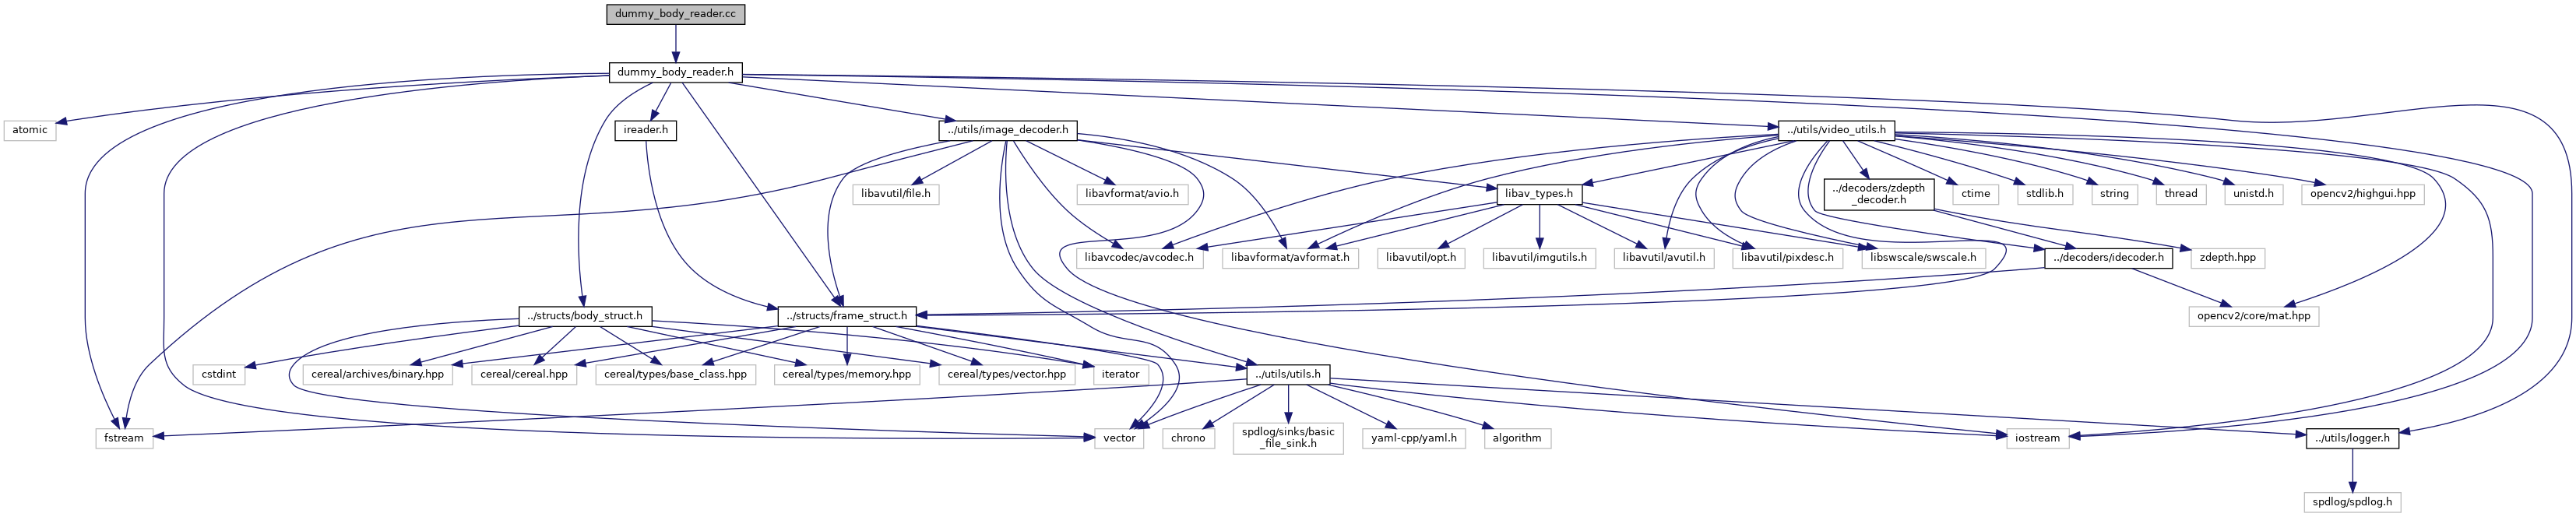 dummy_body_reader.cc
dummy_body_reader.h
atomic
ireader.h
../utils/image_decoder.h
../utils/video_utils.h
libavutil/file.h
libavformat/avio.h
libav_types.h
../decoders/zdepth
_decoder.h
ctime
stdlib.h
string
thread
unistd.h
opencv2/highgui.hpp
libavcodec/avcodec.h
libavformat/avformat.h
libavutil/opt.h
libavutil/imgutils.h
libavutil/avutil.h
libavutil/pixdesc.h
libswscale/swscale.h
../decoders/idecoder.h
zdepth.hpp
../structs/body_struct.h
../structs/frame_struct.h
opencv2/core/mat.hpp
cstdint
cereal/archives/binary.hpp
cereal/cereal.hpp
cereal/types/base_class.hpp
cereal/types/memory.hpp
cereal/types/vector.hpp
iterator
../utils/utils.h
fstream
vector
chrono
spdlog/sinks/basic
_file_sink.h
yaml-cpp/yaml.h
algorithm
iostream
../utils/logger.h
spdlog/spdlog.h